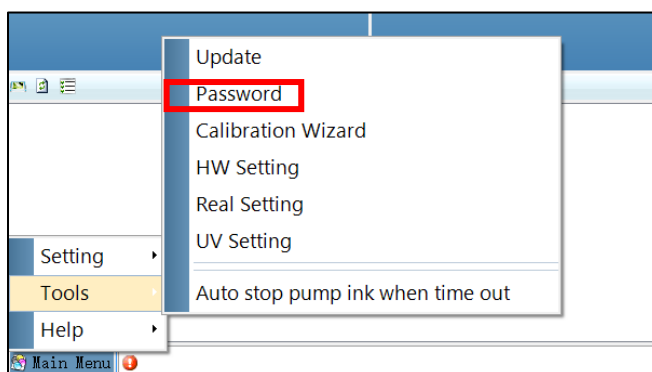 Update
Password
Calibration Wizard
HW Setting
Real Setting
UV Setting
Auto stop pump ink when time out
Setting
Tools
Help
Main Menu